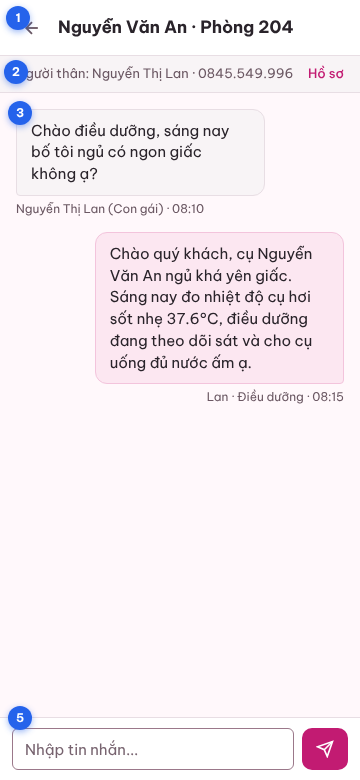 1
Nguyễn Văn An · Phòng 204
2
gười thân: Nguyễn Thị Lan · 0845.549.996 Hồ sơ
3
Chào điều dưỡng, sáng nay
bố tôi ngủ có ngon giấc
không ạ?
Nguyễn Thị Lan (Con gái) · 08:10
Chào quý khách, cụ Nguyễn
Văn An ngủ khá yên giấc.
Sáng nay đo nhiệt độ cụ hơi
sốt nhẹ 37.6°C, điều dưỡng
đang theo dõi sát và cho cụ
uống đủ nước ấm ạ.
Lan · Điều dưỡng · 08:15
5
Nhập tin nhắn...